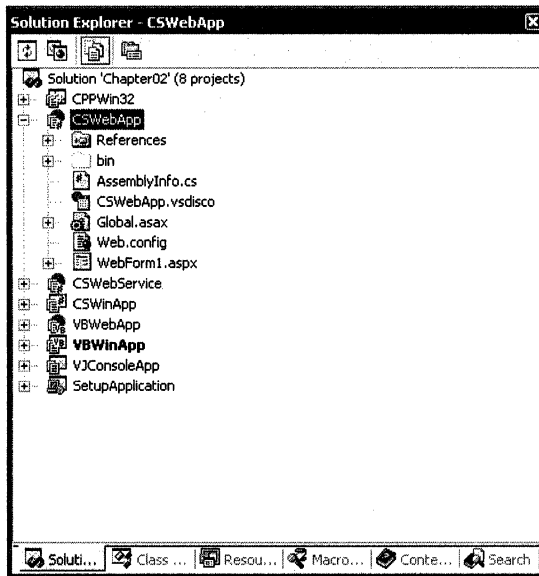 Solution Explorer - CSWebApp
Solution 'Chapter02' (8 projects)
CPPWin32
CSWebApp
References
bin
AssemblyInfo.cs
CSWebApp.vsdisco
Global.asax
Web.config
WebForm1.aspx
CSWebService
CSWinApp
VBWebApp
VBWinApp
VJConsoleApp
SetupApplication
Soluti... Class ... Resou... Macro... Conte... Search